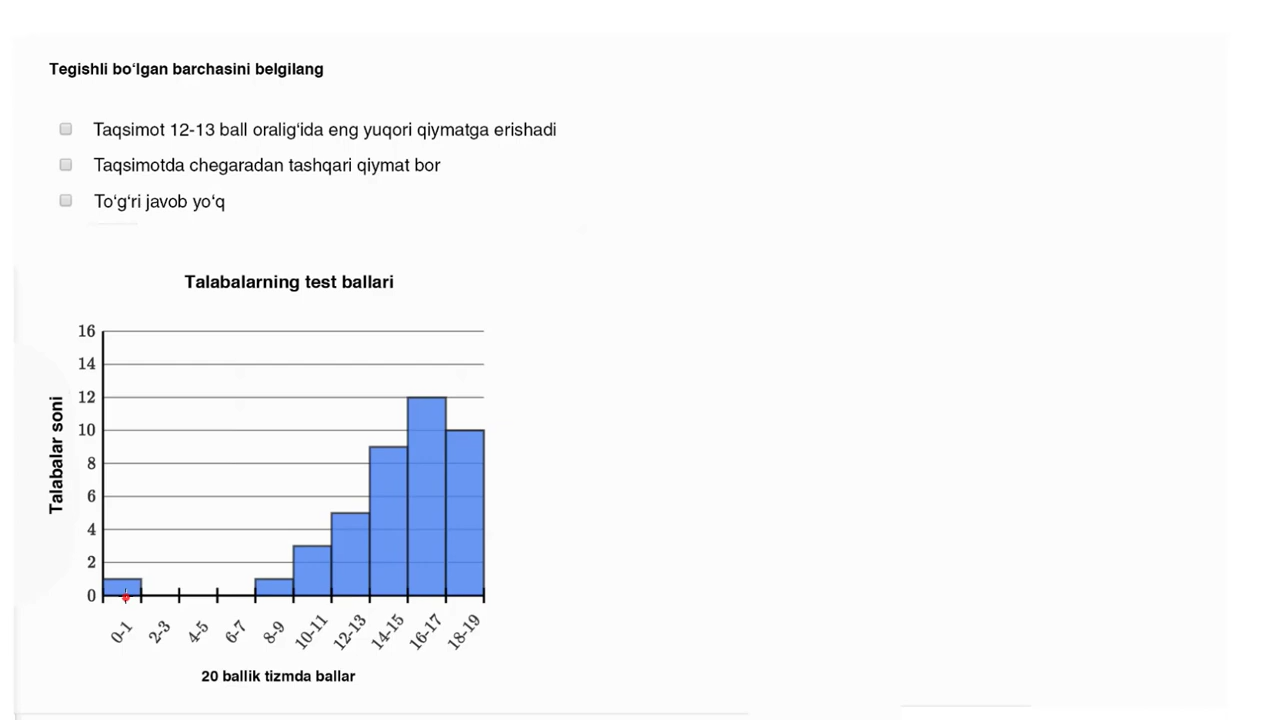 Tegishli bo‘lgan barchasini belgilang
Taqsimot 12-13 ball oralig‘ida eng yuqori qiymatga erishadi
Taqsimotda chegaradan tashqari qiymat bor
To‘g‘ri javob yo‘q
Talabalarning test ballari
16
14
12
10
8
6
4
2
0
Talabalar soni
0-1
2-3
4-5
6-7
8-9
10-11
12-13
14-15
16-17
18-19
20 ballik tizmda ballar